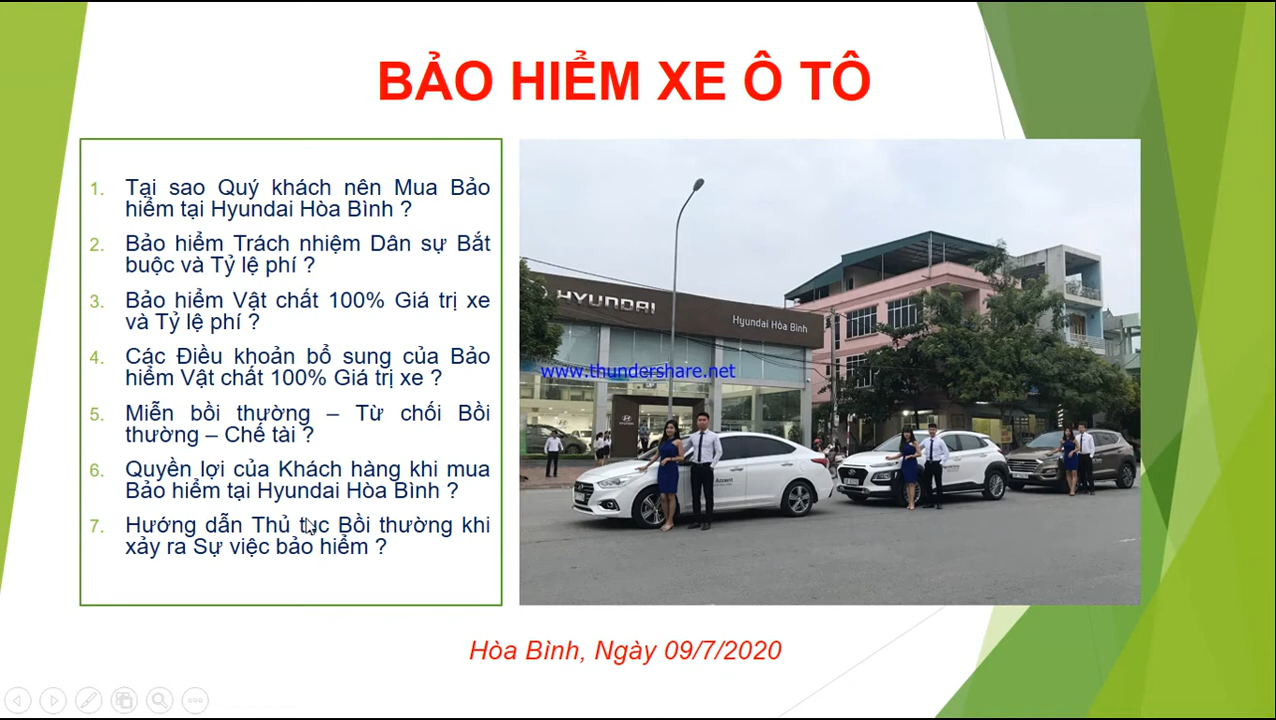 BẢO HIỂM XE Ô TÔ
1. Tại sao Quý khách nên Mua Bảo
hiểm tại Hyundai Hòa Bình ?
2. Bảo hiểm Trách nhiệm Dân sự Bắt
buộc và Tỷ lệ phí ?
3. Bảo hiểm Vật chất 100% Giá trị xe
và Tỷ lệ phí ?
4. Các Điều khoản bổ sung của Bảo
hiểm Vật chất 100% Giá trị xe ?
5. Miễn bồi thường – Từ chối Bồi
thường – Chế tài ?
6. Quyền lợi của Khách hàng khi mua
Bảo hiểm tại Hyundai Hòa Bình ?
7. Hướng dẫn Thủ tục Bồi thường khi
xảy ra Sự việc bảo hiểm ?
HYUNDAI
Hyundai Hòa Bình
www.thundershare.net
Accent
Hòa Bình, Ngày 09/7/2020